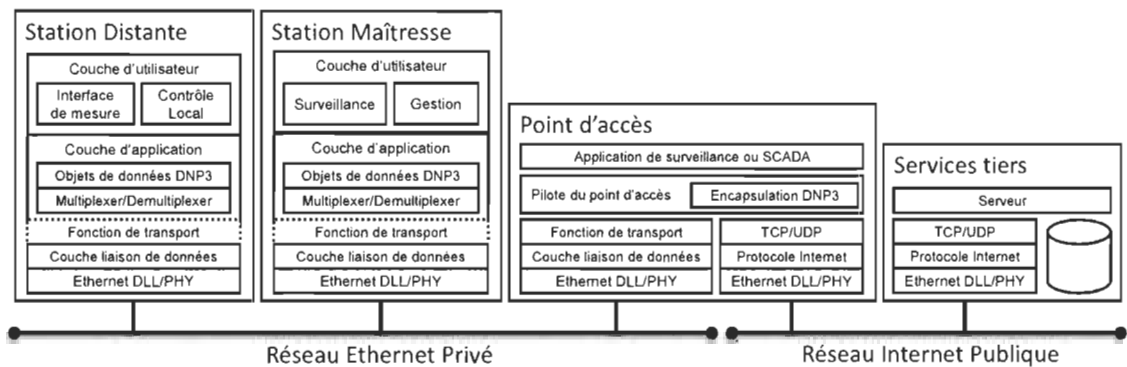 Station Distante
Couche d'utilisateur
Interface
de mesure
Contrôle
Local
Couche d'application
Objets de données DNP3
Multiplexer/Demultiplexer
Fonction de transport
Couche liaison de données
Ethernet DLL/PHY
Station Maîtresse
Couche d'utilisateur
Surveillance
Gestion
Couche d'application
Objets de données DNP3
Multiplexer/Demultiplexer
Fonction de transport
Couche liaison de données
Ethernet DLL/PHY
Point d'accès
Application de surveillance ou SCADA
Pilote du point d'accès
Encapsulation DNP3
Fonction de transport
Couche liaison de données
Ethernet DLL/PHY
TCP/UDP
Protocole Internet
Ethernet DLL/PHY
Services tiers
Serveur
TCP/UDP
Protocole Internet
Ethernet DLL/PHY
Réseau Ethernet Privé
Réseau Internet Publique